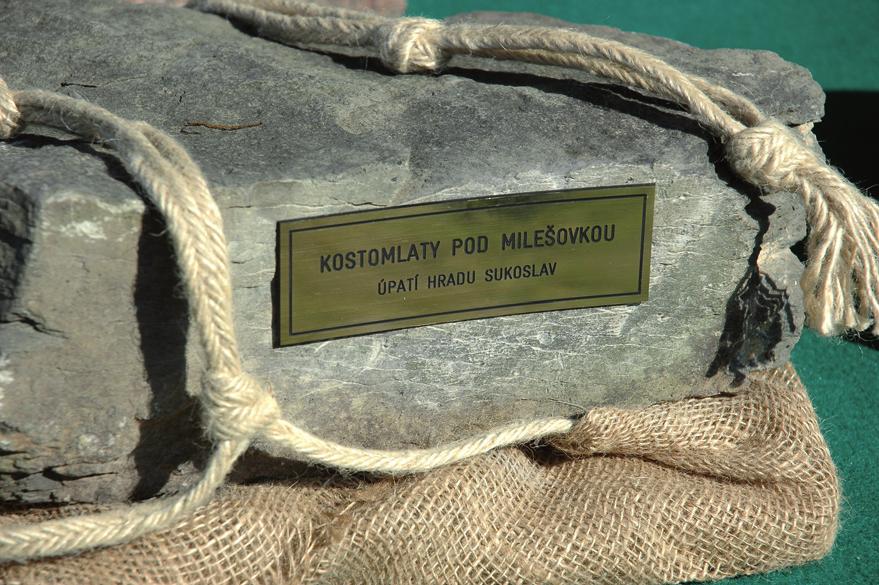 KOSTOMLATY POD MILEŠOVKOU
ÚPATÍ HRADU SUKOSLAV